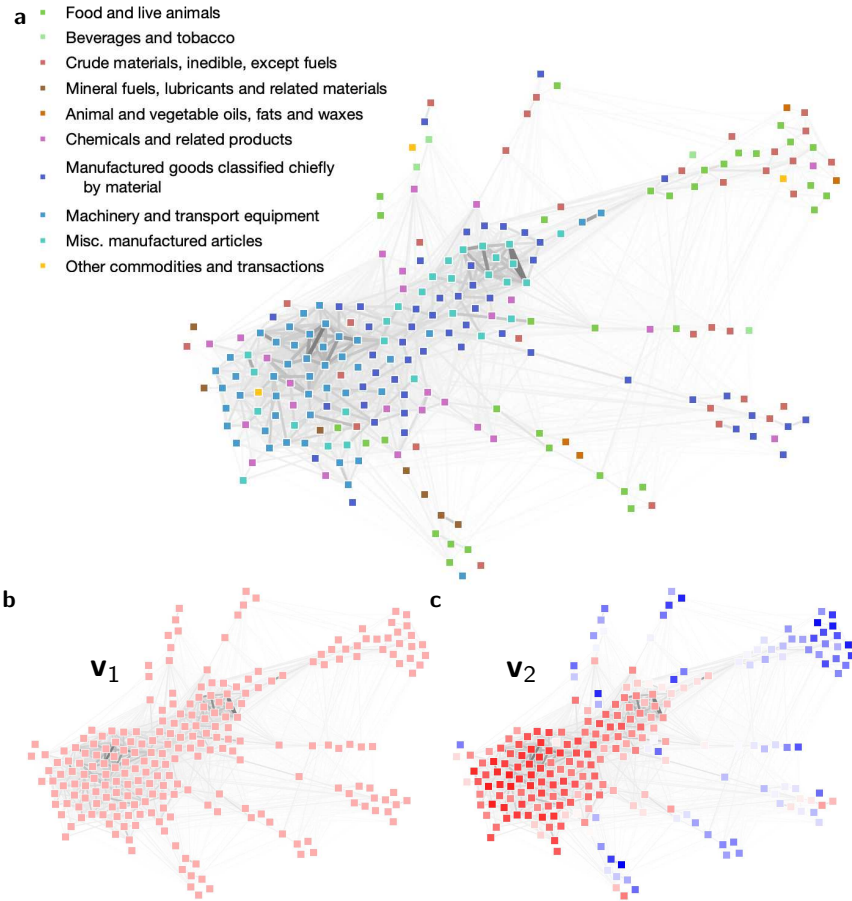 a
Food and live animals
Beverages and tobacco
Crude materials, inedible, except fuels
Mineral fuels, lubricants and related materials
Animal and vegetable oils, fats and waxes
Chemicals and related products
Manufactured goods classified chiefly
by material
Machinery and transport equipment
Misc. manufactured articles
Other commodities and transactions
b
v₁
c
v₂